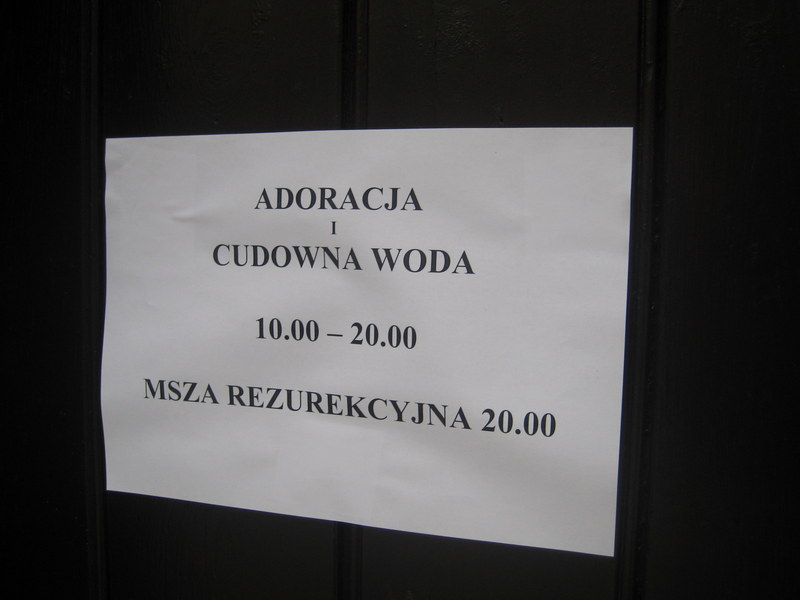 ADORACJA
I
CUDOWNA WODA
10.00 – 20.00
MSZA REZUREKCYJNA 20.00